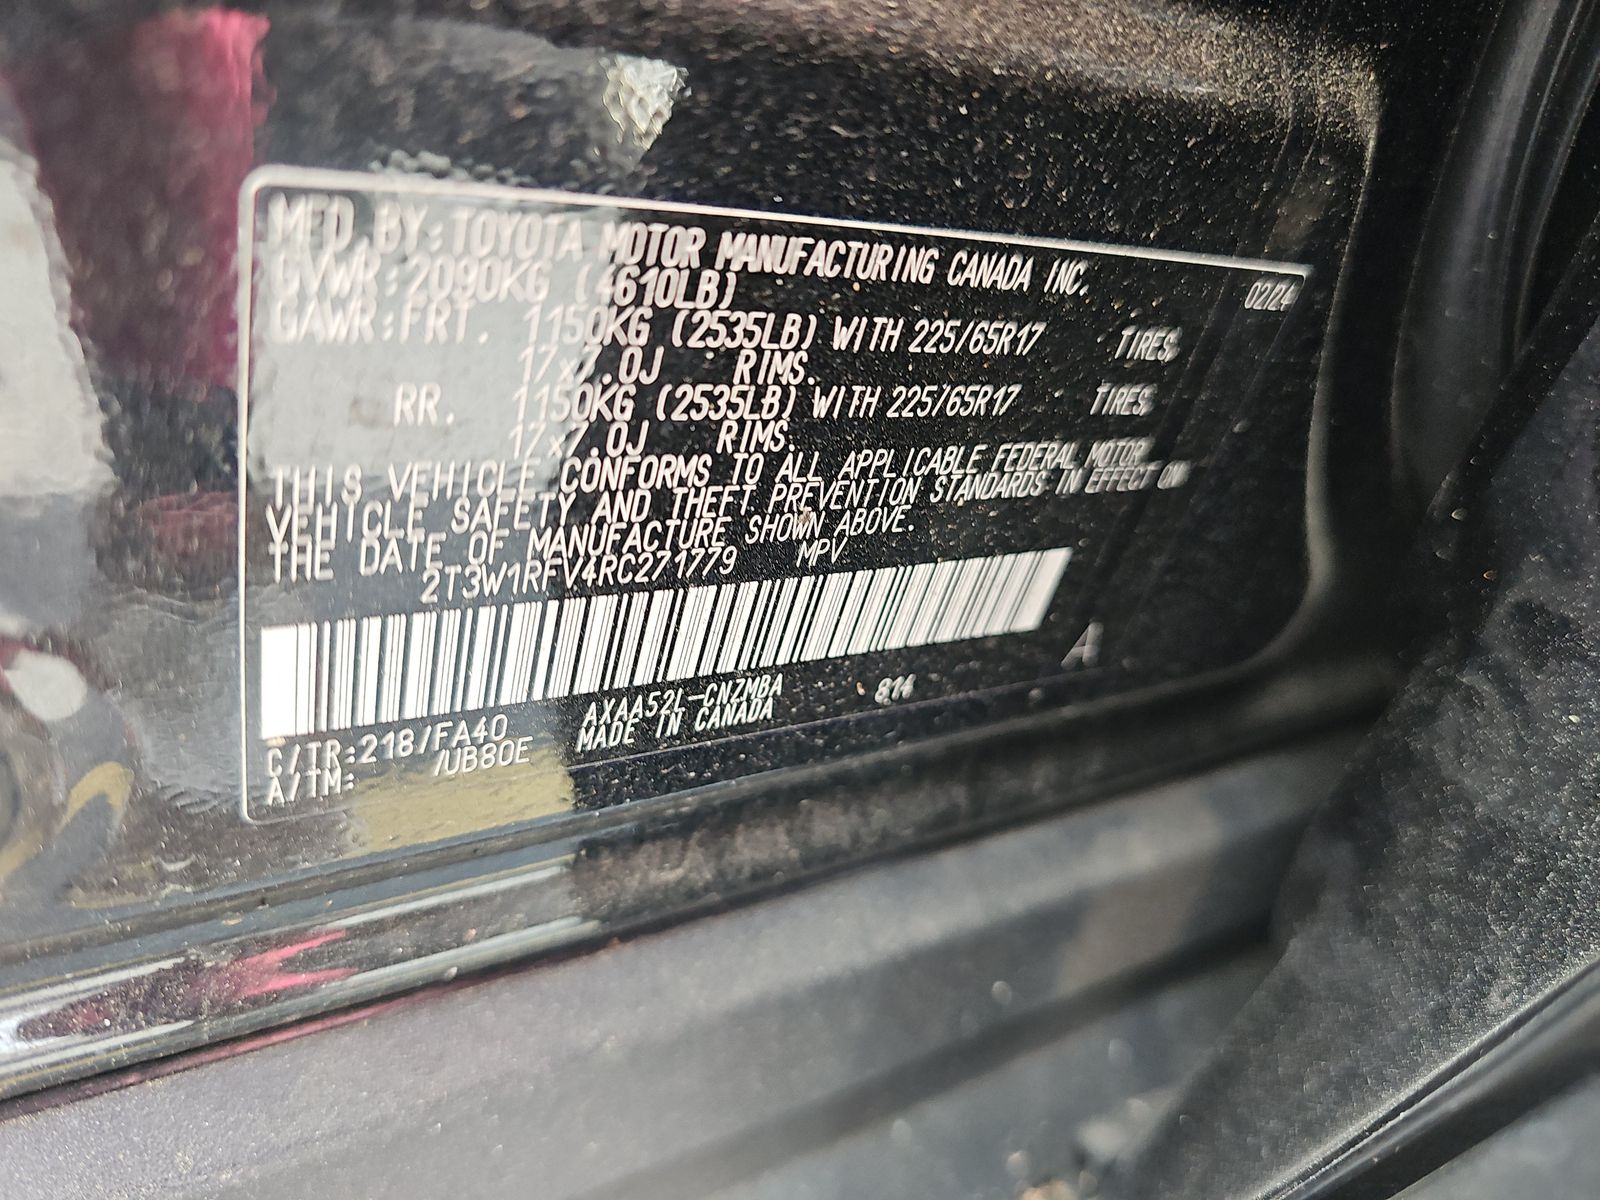 MFD. BY: TOYOTA MOTOR MANUFACTURING CANADA INC. 02/24
GVWR: 2090KG (4610LB)
GAWR: FRT. 1150KG (2535LB) WITH 225/65R17 TIRES,
17x7.0J RIMS.
RR. 1150KG (2535LB) WITH 225/65R17 TIRES,
17x7.0J RIMS.
THIS VEHICLE CONFORMS TO ALL APPLICABLE FEDERAL MOTOR
VEHICLE SAFETY AND THEFT PREVENTION STANDARDS IN EFFECT ON
THE DATE OF MANUFACTURE SHOWN ABOVE.
2T3W1RFV4RC271779 MPV
A
C/TR:218/FA40 AXAA52L-CNZMBA 814
A/TM: /UB80E MADE IN CANADA